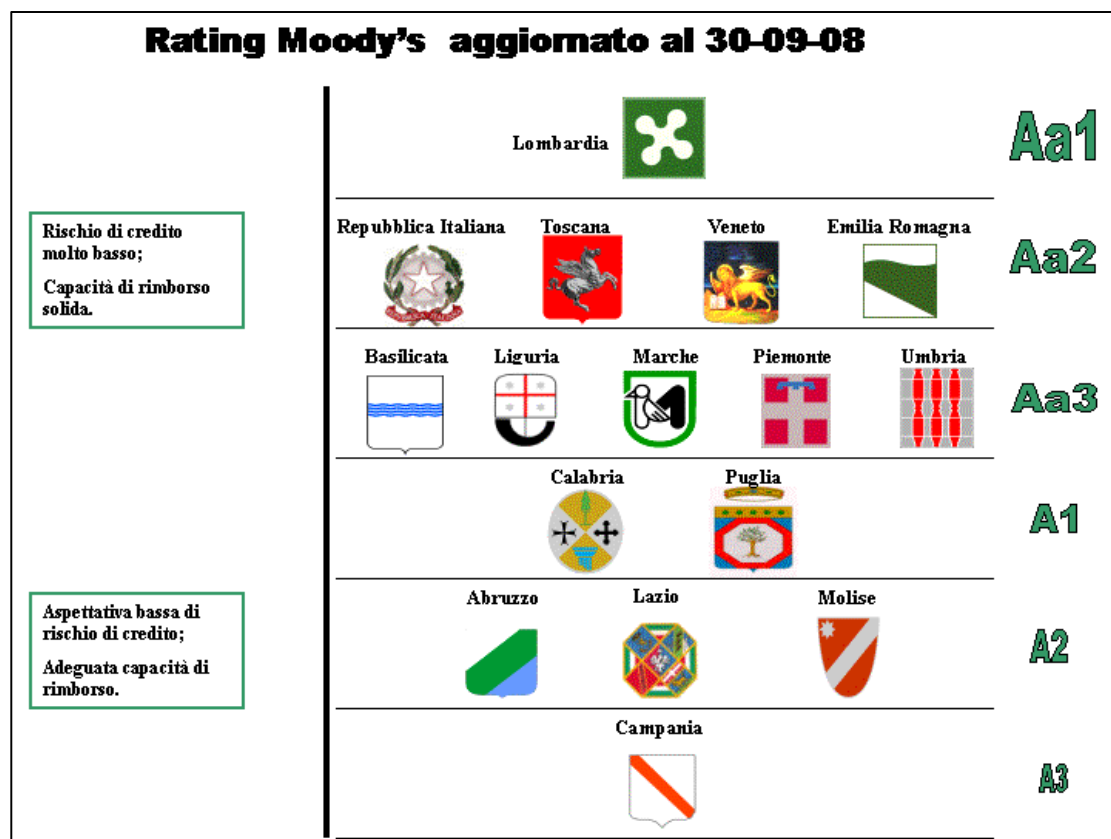 Rating Moody's aggiornato al 30-09-08
Lombardia
Aa1
Rischio di credito
molto basso;
Capacità di rimborso
solida.
Repubblica Italiana Toscana Veneto Emilia Romagna
Aa2
REPVBBLICA ITALIANA
Basilicata Liguria Marche Piemonte Umbria
Aa3
Calabria Puglia
A1
Aspettativa bassa di
rischio di credito;
Adeguata capacità di
rimborso.
Abruzzo Lazio Molise
A2
Campania
A3